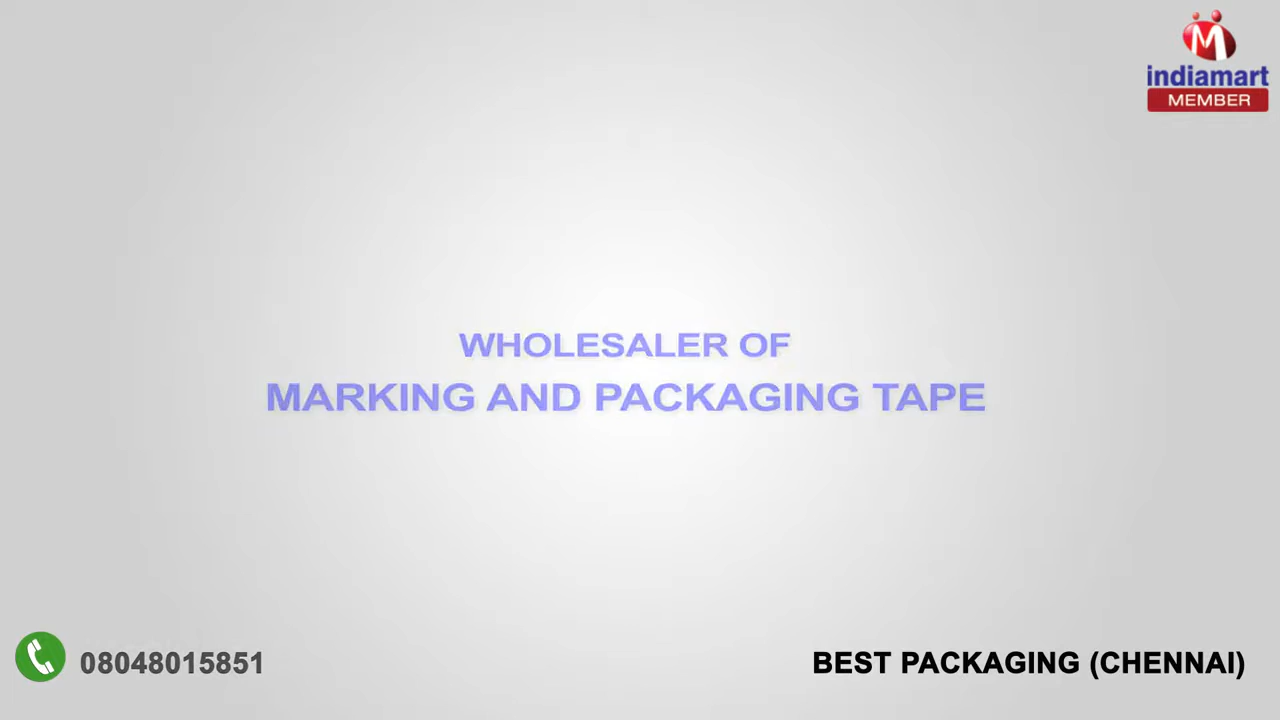 indiamart
MEMBER
WHOLESALER OF
MARKING AND PACKAGING TAPE
08048015851
BEST PACKAGING (CHENNAI)